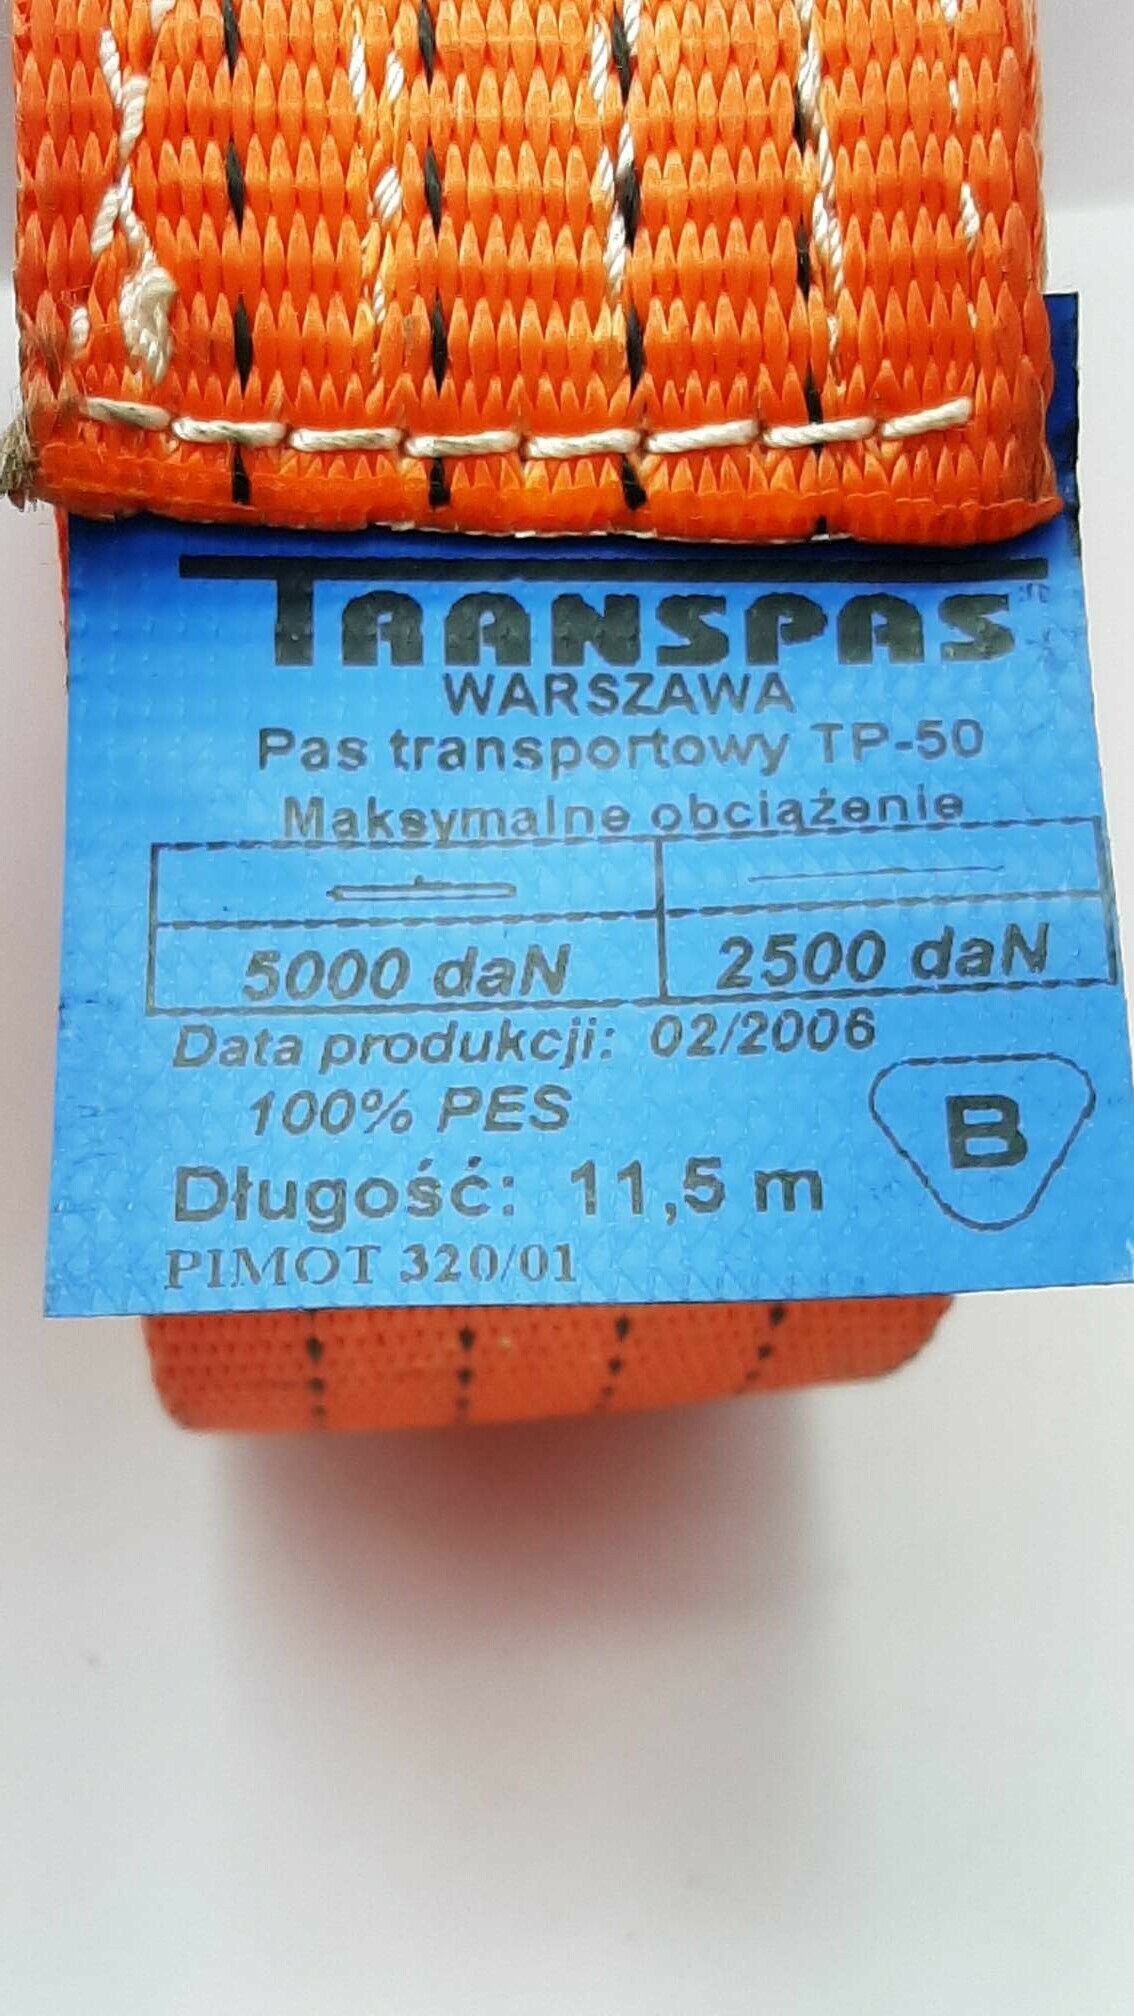 TRANSPAS
WARSZAWA
Pas transportowy TP-50
Maksymalne obciążenie
5000 daN 2500 daN
Data produkcji: 02/2006
100% PES
B
Długość: 11,5 m
PIMOT 320/01